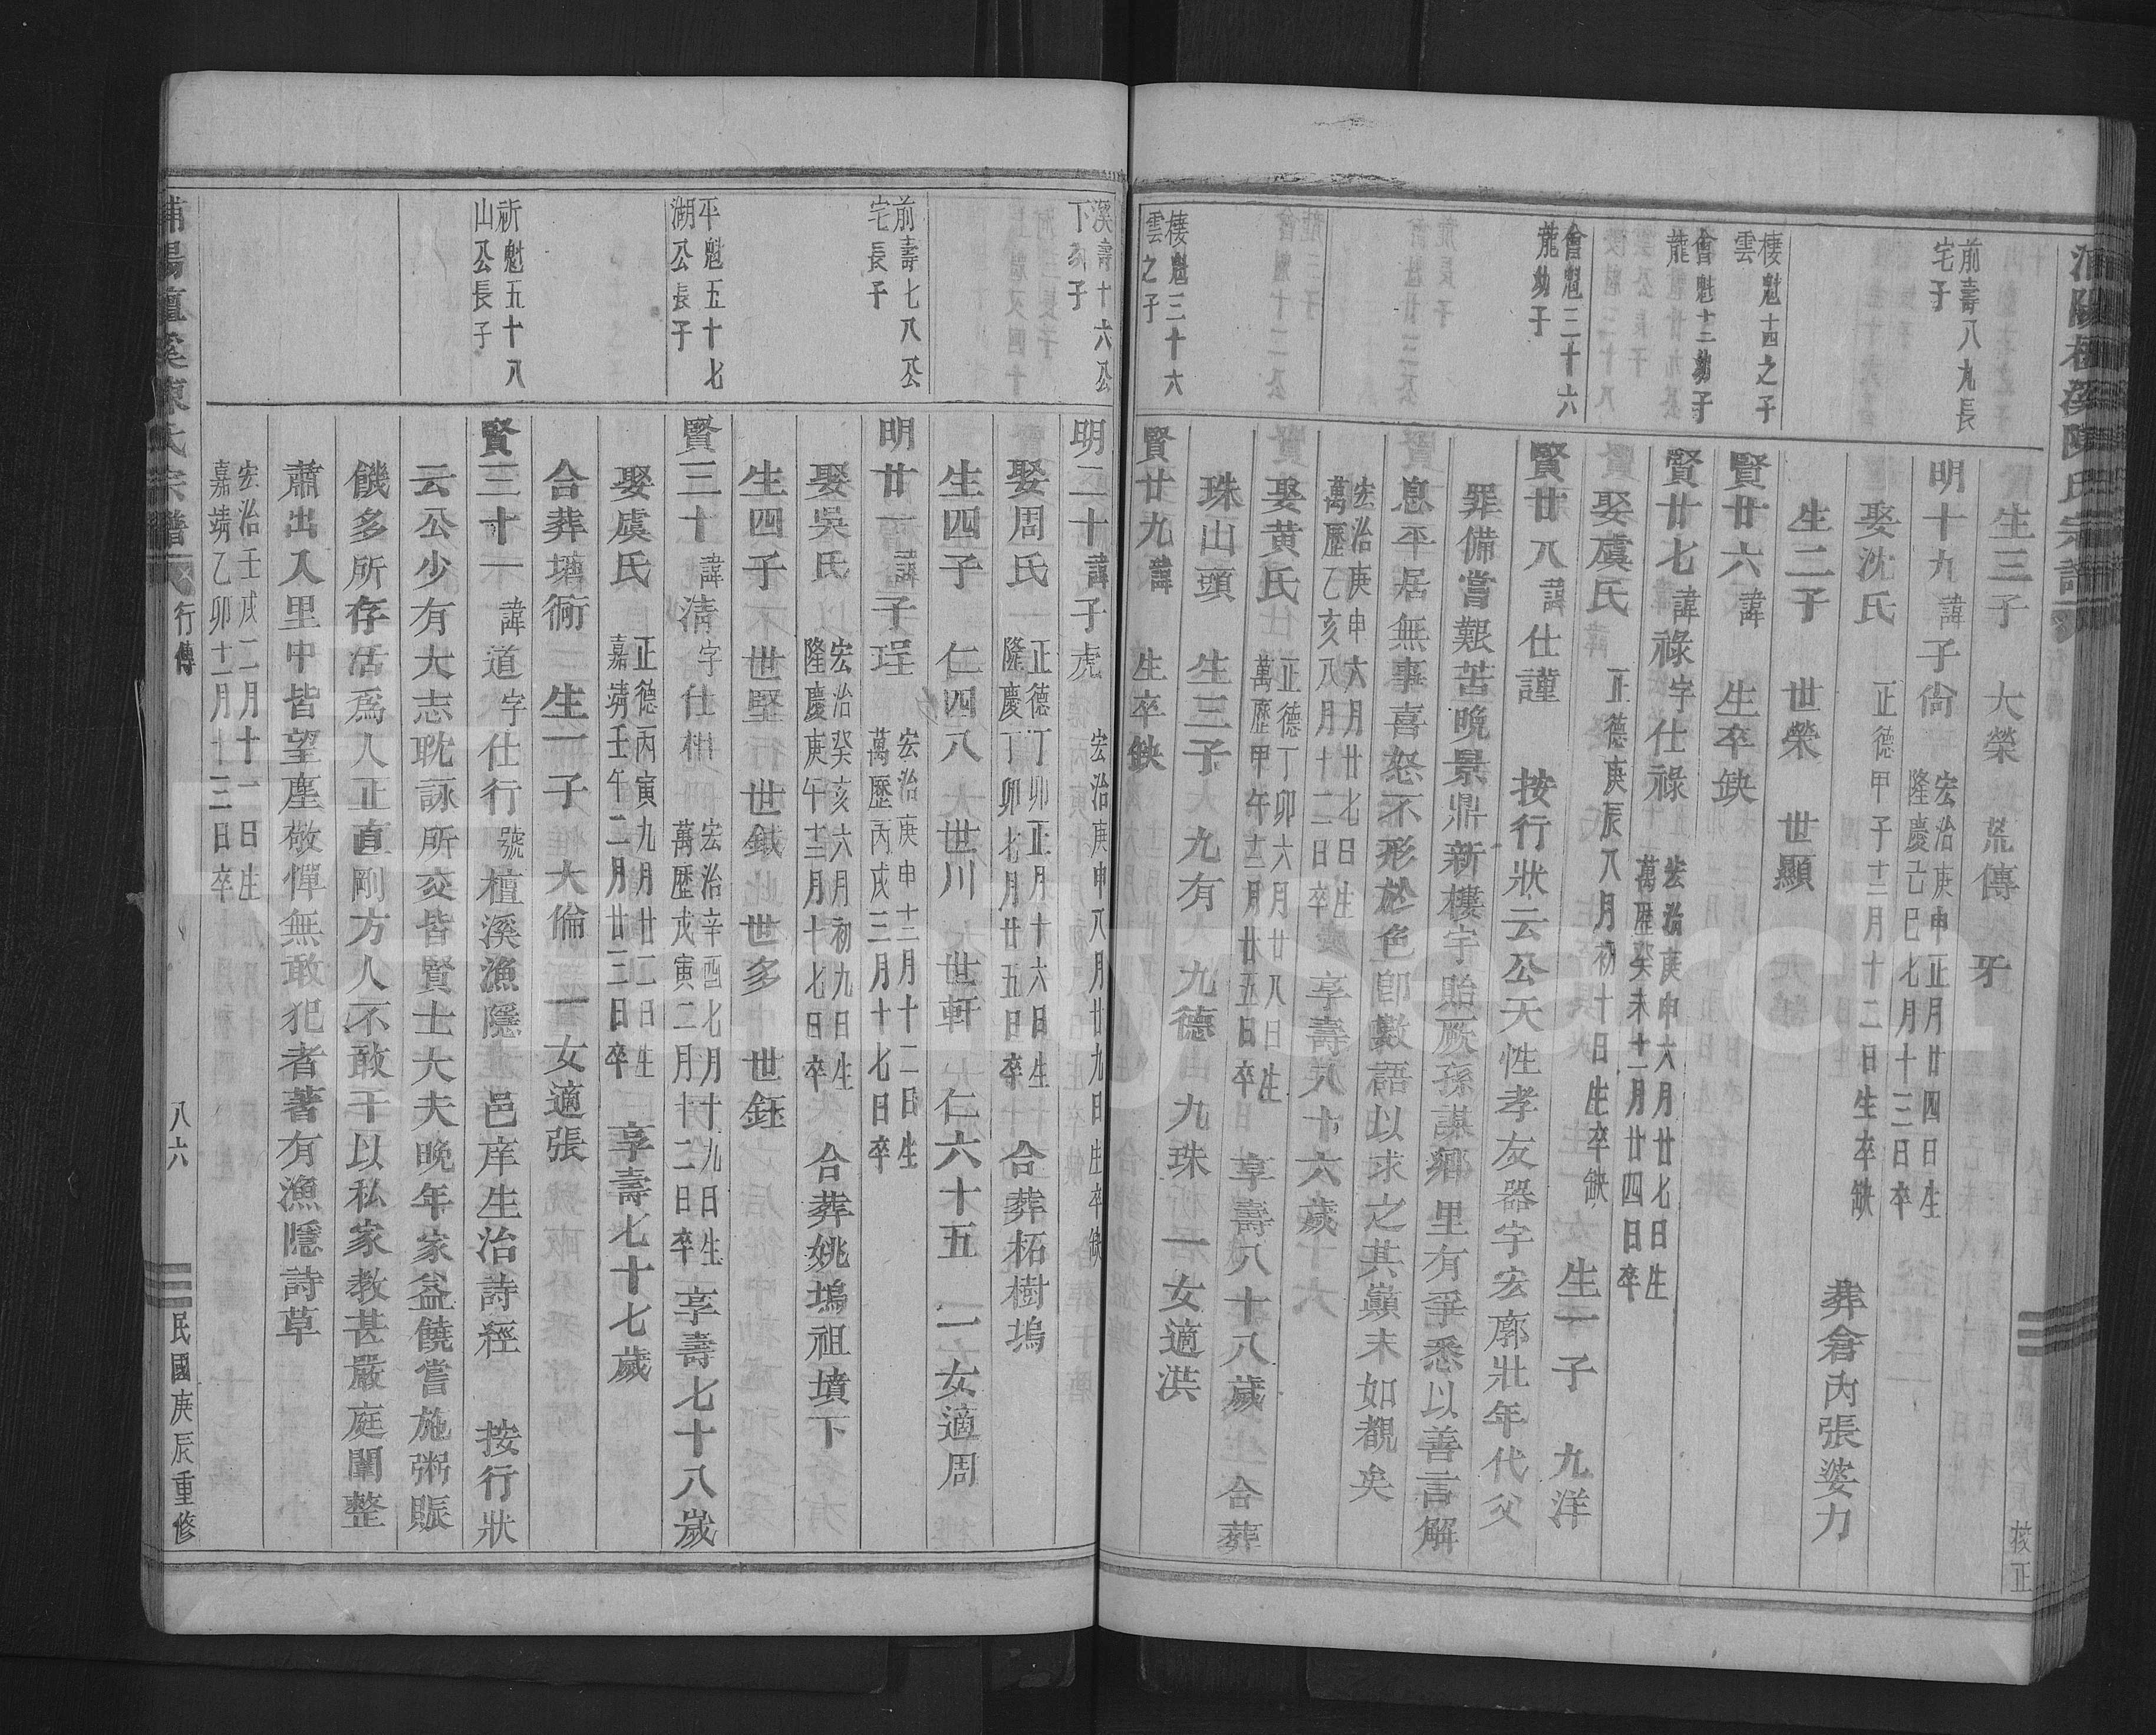 生三子 大榮 荒傳 牙
前壽八九長
宅子
明十九諱子尙 宏治庚申正月廿四日生
隆慶己巳七月十三日卒
娶沈氏 正德甲子十二月十二日生卒缺 葬倉內張婆力
生二子 世榮 世顯
棲魁十四之子
雲
賢廿六諱 生卒缺
會魁十二幼子
龍
賢廿七諱祿字仕祿 宏治庚申六月廿七日生
萬歷癸未十一月廿四日卒
娶虞氏 正德庚辰八月初十日生卒缺 生一子 九洋
會魁三十六
龍幼子
賢廿八諱仕謹 按行狀云公天性孝友器宇宏廓壯年代父
罪備嘗艱苦晚景鼎新樓宇貽厥孫謀鄉里有爭悉以善言解
息平居無事喜怒不形於色卽數語以求之其巔末如覩矣
宏治庚申六月廿七日生
萬歷乙亥八月十二日卒 享壽八十六歲
娶黃氏 正德丁卯六月廿八日生
萬歷甲午十二月廿五日卒 享壽八十八歲 合葬
珠山頭 生三子 九有 九德 九珠 一女適洪
棲魁三十六
雲之子
賢廿九諱 生卒缺
校正
溪壽十六公
下幼子
明二十諱子虎 宏治庚申八月廿九日生卒缺
娶周氏 正德丁卯正月十六日生
隆慶丁卯七月廿五日卒 合葬柘樹塢
生四子 仁四八 世川 世軒 仁六十五 一女適周
前壽七八公
宅長子
明廿一諱子珵 宏治庚申十二月十二日生
萬歷丙戌三月十七日卒
娶吳氏 宏治癸亥六月初九日生
隆慶庚午十二月十七日卒 合葬姚塢祖墳下
生四子 世堅 世鉞 世多 世鈺
平魁五十七
湖公長子
賢三十諱清字仕相 宏治辛酉七月十九日生
萬歷戊寅二月十二日卒 享壽七十八歲
娶虞氏 正德丙寅九月廿二日生
嘉靖壬午二月廿三日卒 享壽七十七歲
合葬塘衕 生一子 大倫 一女適張
祈魁五十八
山公長子
賢三十一諱道字仕行號檀溪漁隱 邑庠生治詩經 按行狀
云公少有大志耽詠所交皆賢士大夫晚年家益饒嘗施粥賑
饑多所存活爲人正直剛方人不敢干以私家教甚嚴庭闈整
肅出入里中皆望塵敬憚無敢犯者著有漁隱詩草
宏治壬戌二月十一日生
嘉靖乙卯十一月十三日卒
行傳 八六 民國庚辰重修